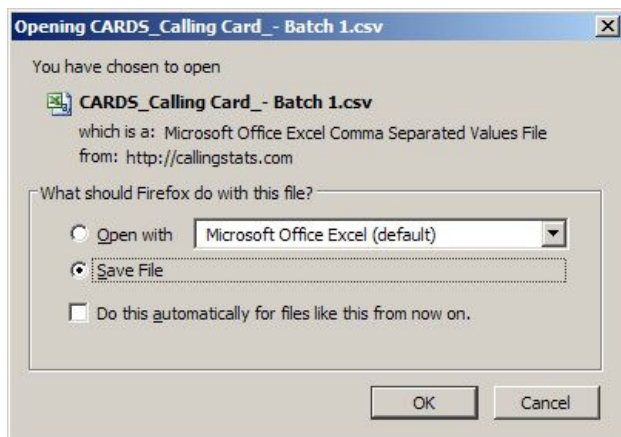 Opening CARDS_Calling Card_- Batch 1.csv
You have chosen to open
CARDS_Calling Card_- Batch 1.csv
which is a: Microsoft Office Excel Comma Separated Values File
from: http://callingstats.com
What should Firefox do with this file?
Open with Microsoft Office Excel (default)
Save File
Do this automatically for files like this from now on.
OK Cancel